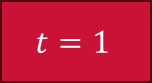 t = 1